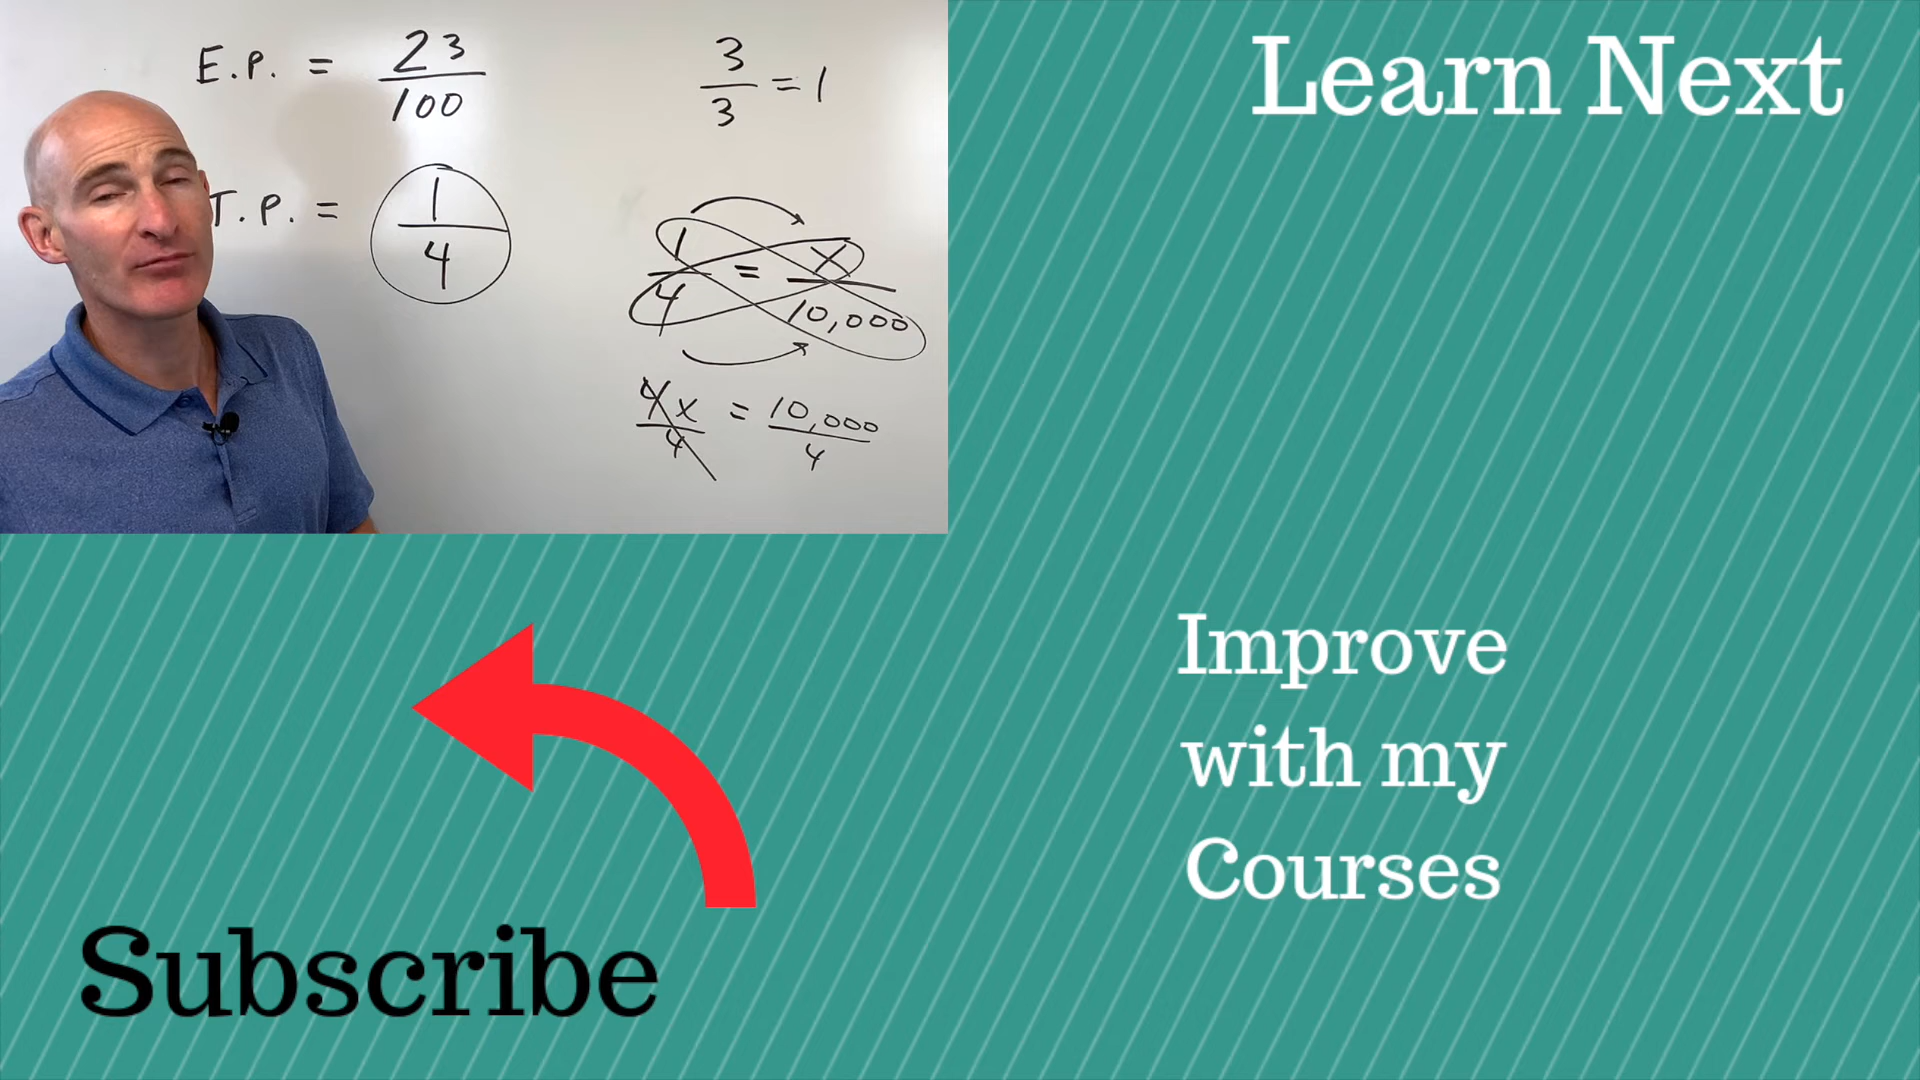 E.P. = 23/100
T.P. = 1/4
3/3 = 1
1/4 = x/10,000
4x/4 = 10,000/4
Learn Next
Improve
with my
Courses
Subscribe